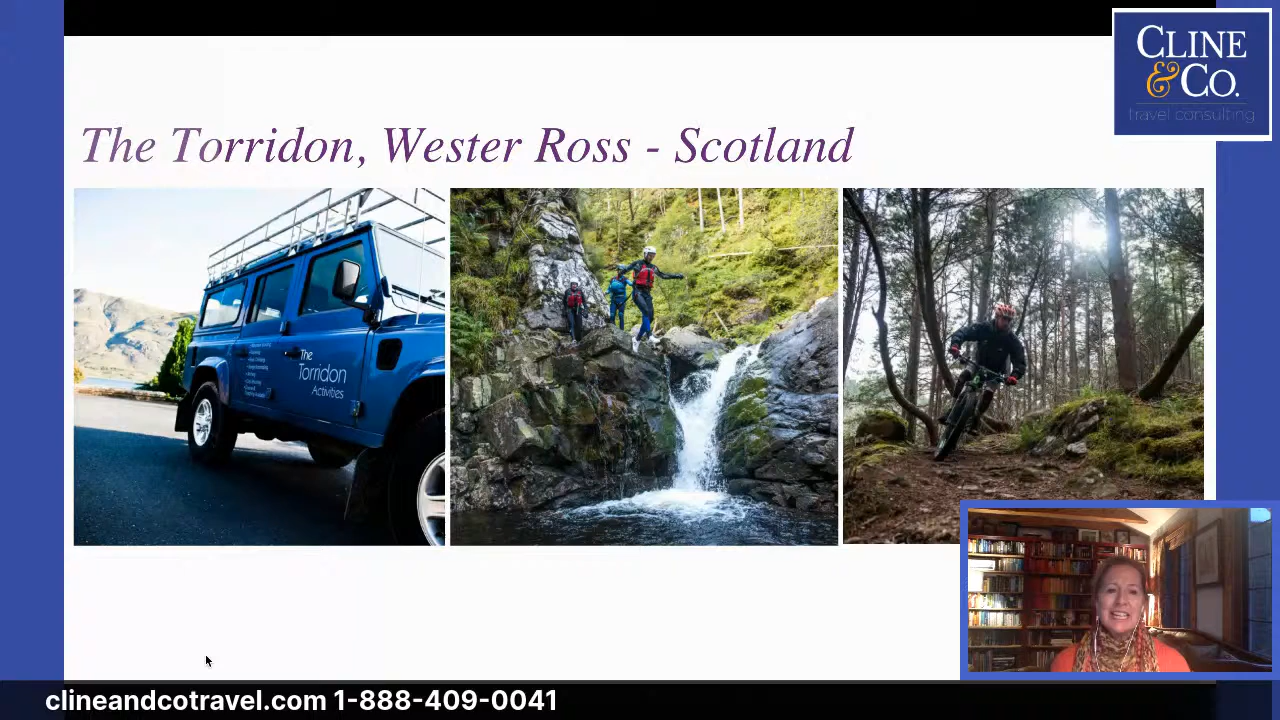 CLINE
&CO.
travel consulting
The Torridon, Wester Ross - Scotland
The
Torridon
Activities
clineandcotravel.com 1-888-409-0041